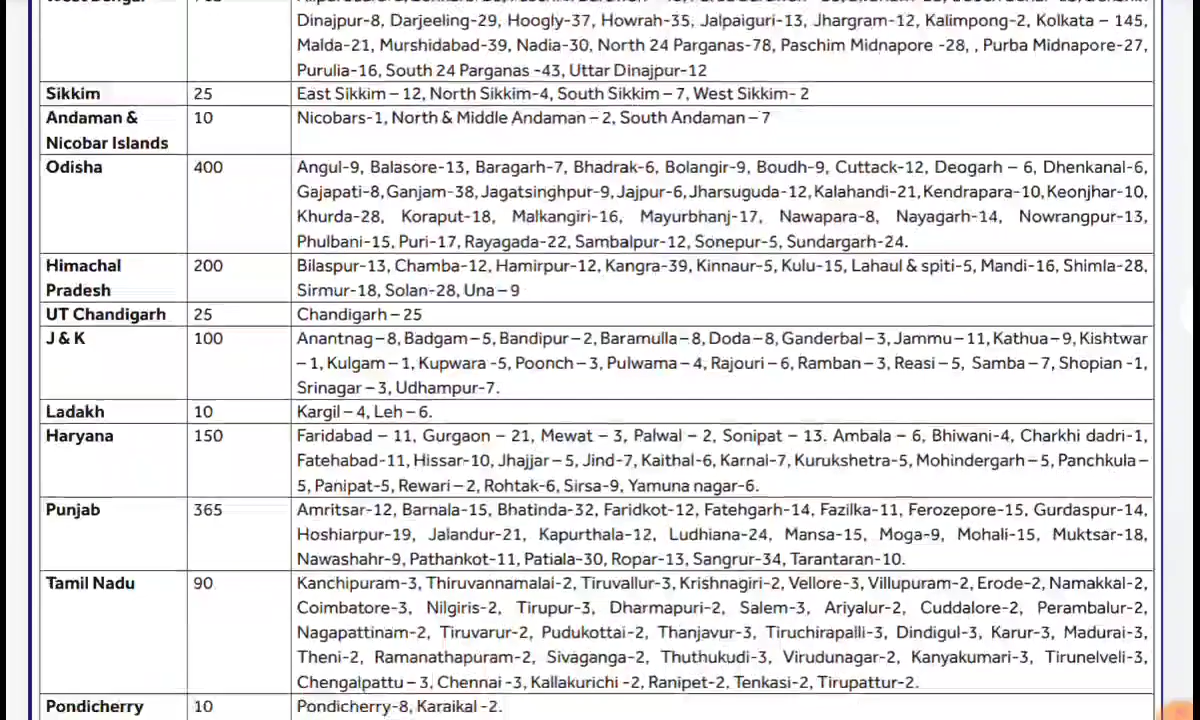 Dinajpur-8, Darjeeling-29, Hoogly-37, Howrah-35, Jalpaiguri-13, Jhargram-12, Kalimpong-2, Kolkata – 145,
Malda-21, Murshidabad-39, Nadia-30, North 24 Parganas-78, Paschim Midnapore -28, , Purba Midnapore-27,
Purulia-16, South 24 Parganas -43, Uttar Dinajpur-12
Sikkim 25 East Sikkim – 12, North Sikkim-4, South Sikkim – 7, West Sikkim- 2
Andaman & 10 Nicobars-1, North & Middle Andaman – 2, South Andaman – 7
Nicobar Islands
Odisha 400 Angul-9, Balasore-13, Baragarh-7, Bhadrak-6, Bolangir-9, Boudh-9, Cuttack-12, Deogarh – 6, Dhenkanal-6,
Gajapati-8, Ganjam-38, Jagatsinghpur-9, Jajpur-6, Jharsuguda-12, Kalahandi-21, Kendrapara-10, Keonjhar-10,
Khurda-28, Koraput-18, Malkangiri-16, Mayurbhanj-17, Nawapara-8, Nayagarh-14, Nowrangpur-13,
Phulbani-15, Puri-17, Rayagada-22, Sambalpur-12, Sonepur-5, Sundargarh-24.
Himachal 200 Bilaspur-13, Chamba-12, Hamirpur-12, Kangra-39, Kinnaur-5, Kulu-15, Lahaul & spiti-5, Mandi-16, Shimla-28,
Pradesh Sirmur-18, Solan-28, Una – 9
UT Chandigarh 25 Chandigarh – 25
J & K 100 Anantnag – 8, Badgam – 5, Bandipur – 2, Baramulla – 8, Doda – 8, Ganderbal – 3, Jammu – 11, Kathua – 9, Kishtwar
– 1, Kulgam – 1, Kupwara -5, Poonch – 3, Pulwama – 4, Rajouri – 6, Ramban – 3, Reasi – 5, Samba – 7, Shopian -1,
Srinagar – 3, Udhampur-7.
Ladakh 10 Kargil – 4, Leh – 6.
Haryana 150 Faridabad – 11, Gurgaon – 21, Mewat – 3, Palwal – 2, Sonipat – 13. Ambala – 6, Bhiwani-4, Charkhi dadri-1,
Fatehabad-11, Hissar-10, Jhajjar – 5, Jind-7, Kaithal-6, Karnal-7, Kurukshetra-5, Mohindergarh – 5, Panchkula –
5, Panipat-5, Rewari – 2, Rohtak-6, Sirsa-9, Yamuna nagar-6.
Punjab 365 Amritsar-12, Barnala-15, Bhatinda-32, Faridkot-12, Fatehgarh-14, Fazilka-11, Ferozepore-15, Gurdaspur-14,
Hoshiarpur-19, Jalandur-21, Kapurthala-12, Ludhiana-24, Mansa-15, Moga-9, Mohali-15, Muktsar-18,
Nawashahr-9, Pathankot-11, Patiala-30, Ropar-13, Sangrur-34, Tarantaran-10.
Tamil Nadu 90 Kanchipuram-3, Thiruvannamalai-2, Tiruvallur-3, Krishnagiri-2, Vellore-3, Villupuram-2, Erode-2, Namakkal-2,
Coimbatore-3, Nilgiris-2, Tirupur-3, Dharmapuri-2, Salem-3, Ariyalur-2, Cuddalore-2, Perambalur-2,
Nagapattinam-2, Tiruvarur-2, Pudukottai-2, Thanjavur-3, Tiruchirapalli-3, Dindigul-3, Karur-3, Madurai-3,
Theni-2, Ramanathapuram-2, Sivaganga-2, Thuthukudi-3, Virudunagar-2, Kanyakumari-3, Tirunelveli-3,
Chengalpattu – 3, Chennai -3, Kallakurichi -2, Ranipet-2, Tenkasi-2, Tirupattur-2.
Pondicherry 10 Pondicherry-8, Karaikal -2.